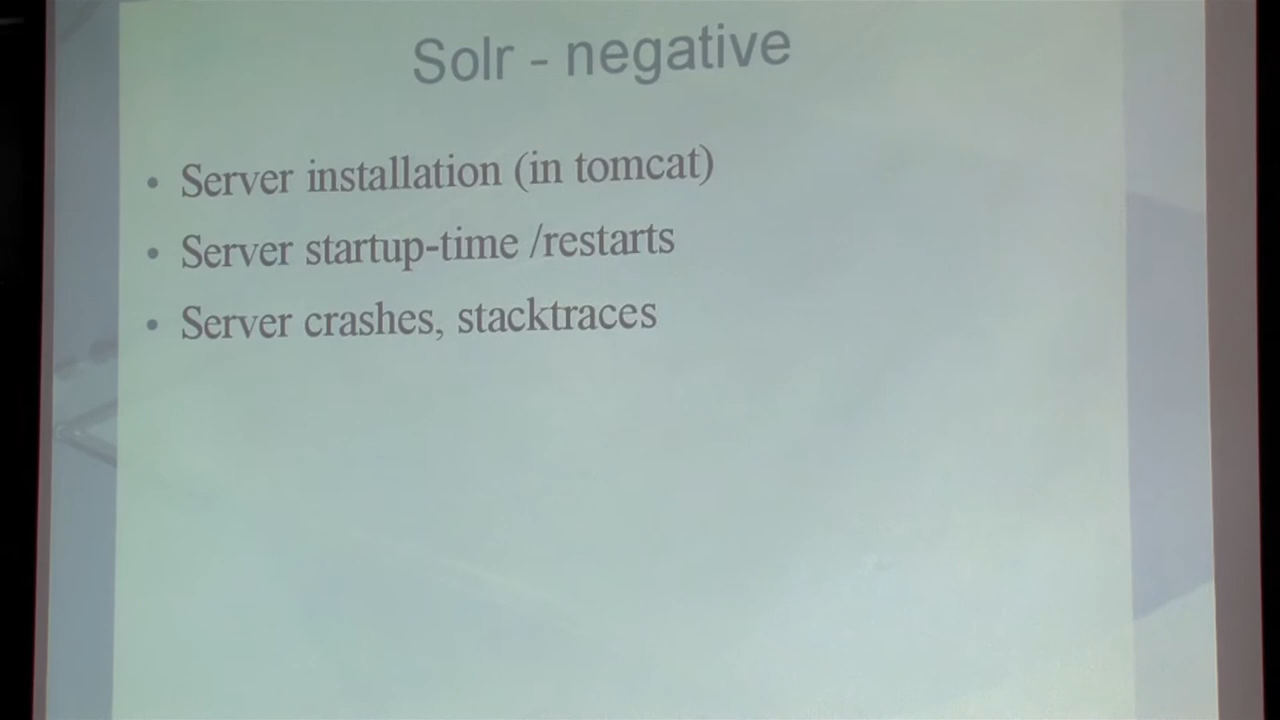 Solr - negative
• Server installation (in tomcat)
• Server startup-time /restarts
• Server crashes, stacktraces